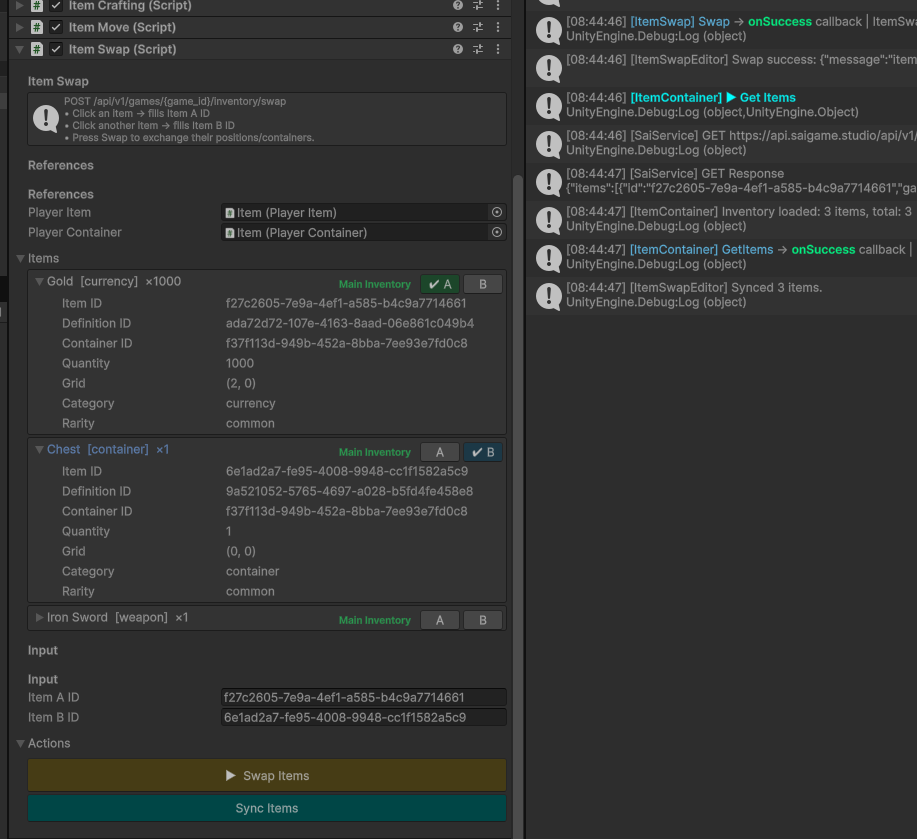 Item Crafting (Script)
Item Move (Script)
Item Swap (Script)
Item Swap
POST /api/v1/games/{game_id}/inventory/swap
• Click an Item → fills Item A ID
• Click another Item → fills Item B ID
• Press Swap to exchange their positions/containers.
References
References
Player Item
Item (Player Item)
Player Container
Item (Player Container)
Items
Gold [currency] ×1000 Main Inventory ✔ A B
Item ID f27c2605-7e9a-4ef1-a585-b4c9a7714661
Definition ID ada72d72-107e-4163-8aad-06e861c049b4
Container ID f37f113d-949b-452a-8bba-7ee93e7fd0c8
Quantity 1000
Grid (2, 0)
Category currency
Rarity common
Chest [container] ×1 Main Inventory A ✔ B
Item ID 6e1ad2a7-fe95-4008-9948-cc1f1582a5c9
Definition ID 9a521052-5765-4697-a028-b5fd4fe458e8
Container ID f37f113d-949b-452a-8bba-7ee93e7fd0c8
Quantity 1
Grid (0, 0)
Category container
Rarity common
Iron Sword [weapon] ×1 Main Inventory A B
Input
Input
Item A ID f27c2605-7e9a-4ef1-a585-b4c9a7714661
Item B ID 6e1ad2a7-fe95-4008-9948-cc1f1582a5c9
Actions
▶ Swap Items
Sync Items
[08:44:46] [ItemSwap] Swap → onSuccess callback | ItemSwa
UnityEngine.Debug:Log (object)
[08:44:46] [ItemSwapEditor] Swap success: {"message":"item
[08:44:46] [ItemContainer] ▶ Get Items
UnityEngine.Debug:Log (object,UnityEngine.Object)
[08:44:46] [SaiService] GET https://api.saigame.studio/api/v1/
UnityEngine.Debug:Log (object)
[08:44:47] [SaiService] GET Response
{"items":[{"id":"f27c2605-7e9a-4ef1-a585-b4c9a7714661","ga
[08:44:47] [ItemContainer] Inventory loaded: 3 items, total: 3
UnityEngine.Debug:Log (object)
[08:44:47] [ItemContainer] GetItems → onSuccess callback |
UnityEngine.Debug:Log (object)
[08:44:47] [ItemSwapEditor] Synced 3 items.
UnityEngine.Debug:Log (object)